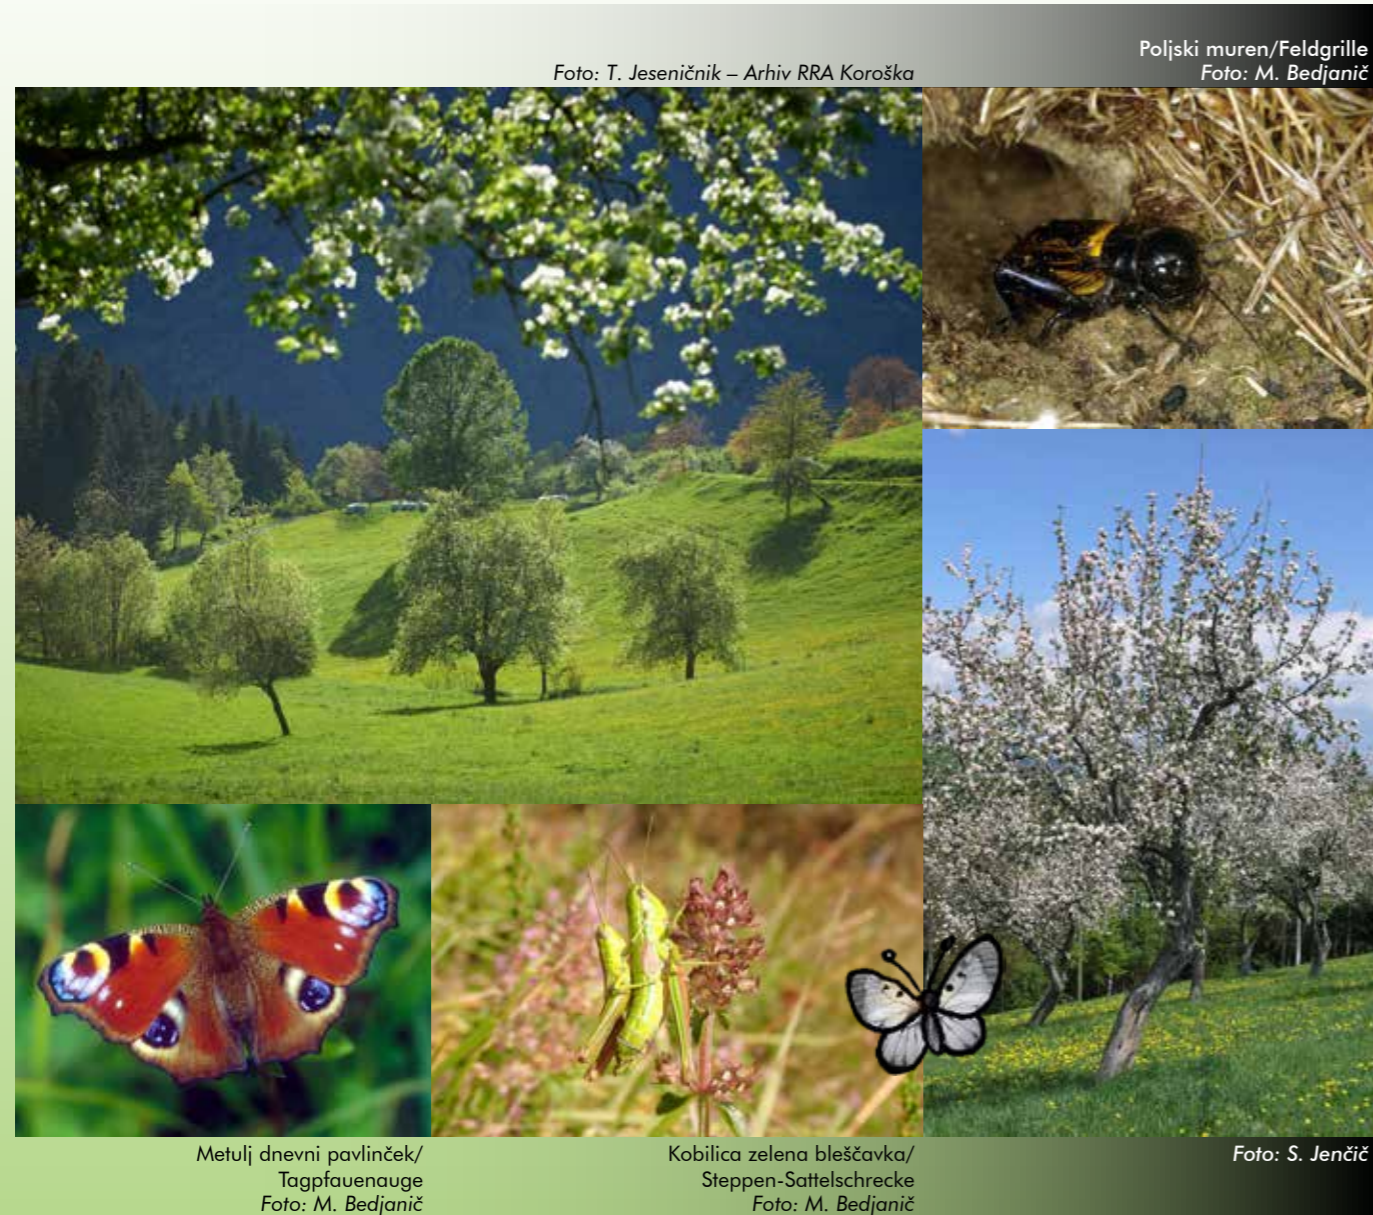 Foto: T. Jeseničnik – Arhiv RRA Koroška
Poljski muren/Feldgrille
Foto: M. Bedjanič
Metulj dnevni pavlinček/
Tagpfauenauge
Foto: M. Bedjanič
Kobilica zelena bleščavka/
Steppen-Sattelschrecke
Foto: M. Bedjanič
Foto: S. Jenčič